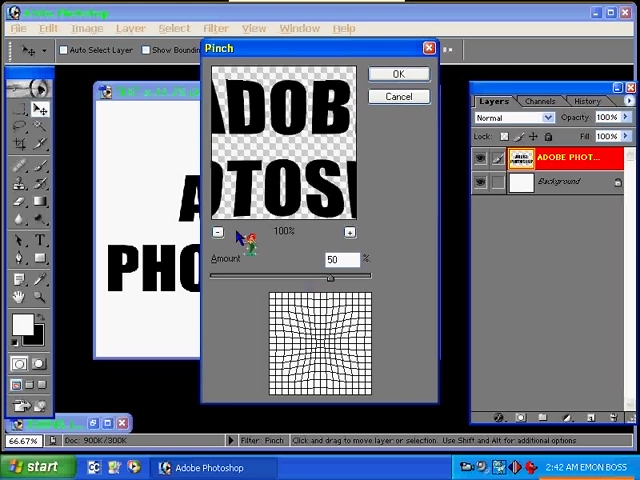 Adobe Photoshop
File Edit Image Layer Select Filter View Window Help
Auto Select Layer Show Boundin
Pinch
OK
Cancel
ADOB
OTOS
- 100% +
Amount 50 %
A
PHO
Layers Channels History
Normal Opacity: 100%
Lock: Fill: 100%
ADOBE PHOT...
Background
66.67% Doc: 900K/300K Filter: Pinch Click and drag to move layer or selection. Use Shift and Alt for additional options
start Adobe Photoshop 2:42 AM EMON BOSS